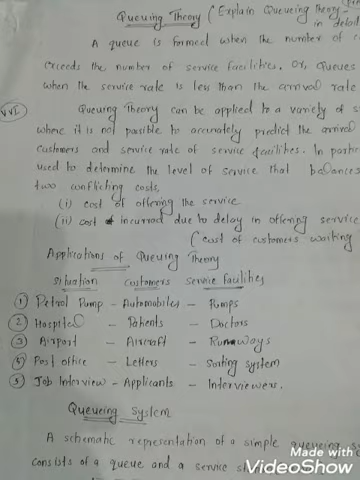 Queuing Theory (Explain Queueing Theory
in detail
A queue is formed when the number of
exceeds the number of service facilities. Or, Queues
when the service rate is less than the arrival rate
VVI Queuing Theory can be applied to a variety of
where it is not possible to accurately predict the arrival
customers and service rate of service facilities. In
used to determine the level of service that balances
two conflicting costs,
(i) cost of offering the service
(ii) cost incurred due to delay in offering service
(cost of customers waiting
Applications of Queuing Theory
situation customers service facilities
① Petrol Pump - Automobiles - Pumps
② Hospital - Patients - Doctors
③ Airport - Aircraft - Runways
④ Post office - Letters - Sorting system
⑤ Job Interview - Applicants - Interviewers.
Queueing System
A schematic representation of a simple queueing
consists of a queue and a service
Made with
VideoShow